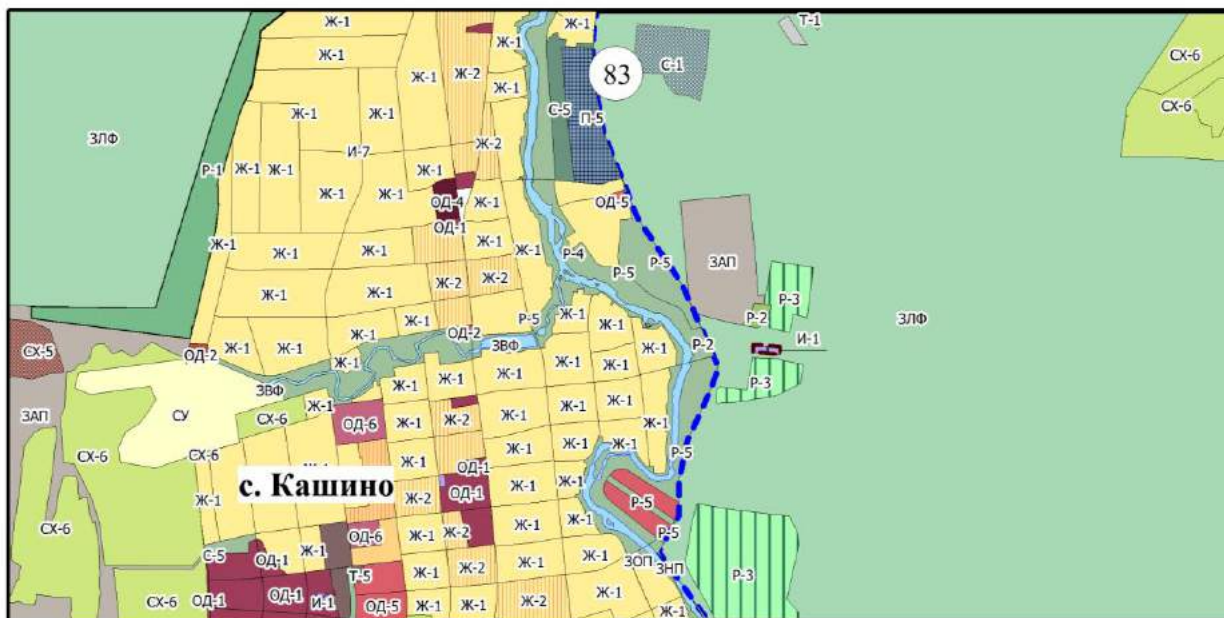 Ж-1
Ж-1
Ж-1
Т-1
Ж-1
Ж-1
Ж-2
83
С-1
СХ-6
Ж-1
СХ-6
Ж-1
Ж-1
С-5
П-5
ЗЛФ
И-7
Ж-2
Р-1
Ж-1
Ж-1
Ж-1
Ж-1
Ж-1
ОД-4
Ж-1
ОД-5
ОД-1
Ж-1
Ж-1
Ж-1
Ж-1
Ж-1
Р-4
Р-5
Р-5
ЗАП
Ж-2
Ж-2
Ж-1
Ж-1
Р-3
Р-5
Ж-1
Ж-1
Р-2
ЗЛФ
Ж-1
Ж-1
ОД-2
И-1
СХ-5
ОД-2
Ж-1
Ж-1
Ж-1
ЗВФ
Ж-1
Ж-1
Р-2
Ж-1
ЗВФ
Ж-1
Ж-1
Ж-1
Ж-1
Р-3
ЗАП
СУ
СХ-6
Ж-1
ОД-6
Ж-1
Ж-2
Ж-1
Ж-1
Ж-1
Ж-1
СХ-6
СХ-6
Ж-1
Ж-1
ОД-1
Ж-1
Ж-1
Ж-1
Р-5
с. Кашино
СХ-6
Ж-1
Ж-2
ОД-1
Ж-1
Ж-1
Р-5
ОД-6
Ж-1
Ж-2
Ж-1
Ж-1
Р-5
С-5
ОД-1
Ж-1
Т-5
Ж-1
Ж-2
Ж-1
ЗОП
ЗНП
Р-3
СХ-6
ОД-1
ОД-1
И-1
ОД-5
Ж-1
Ж-1
Ж-2
Ж-1